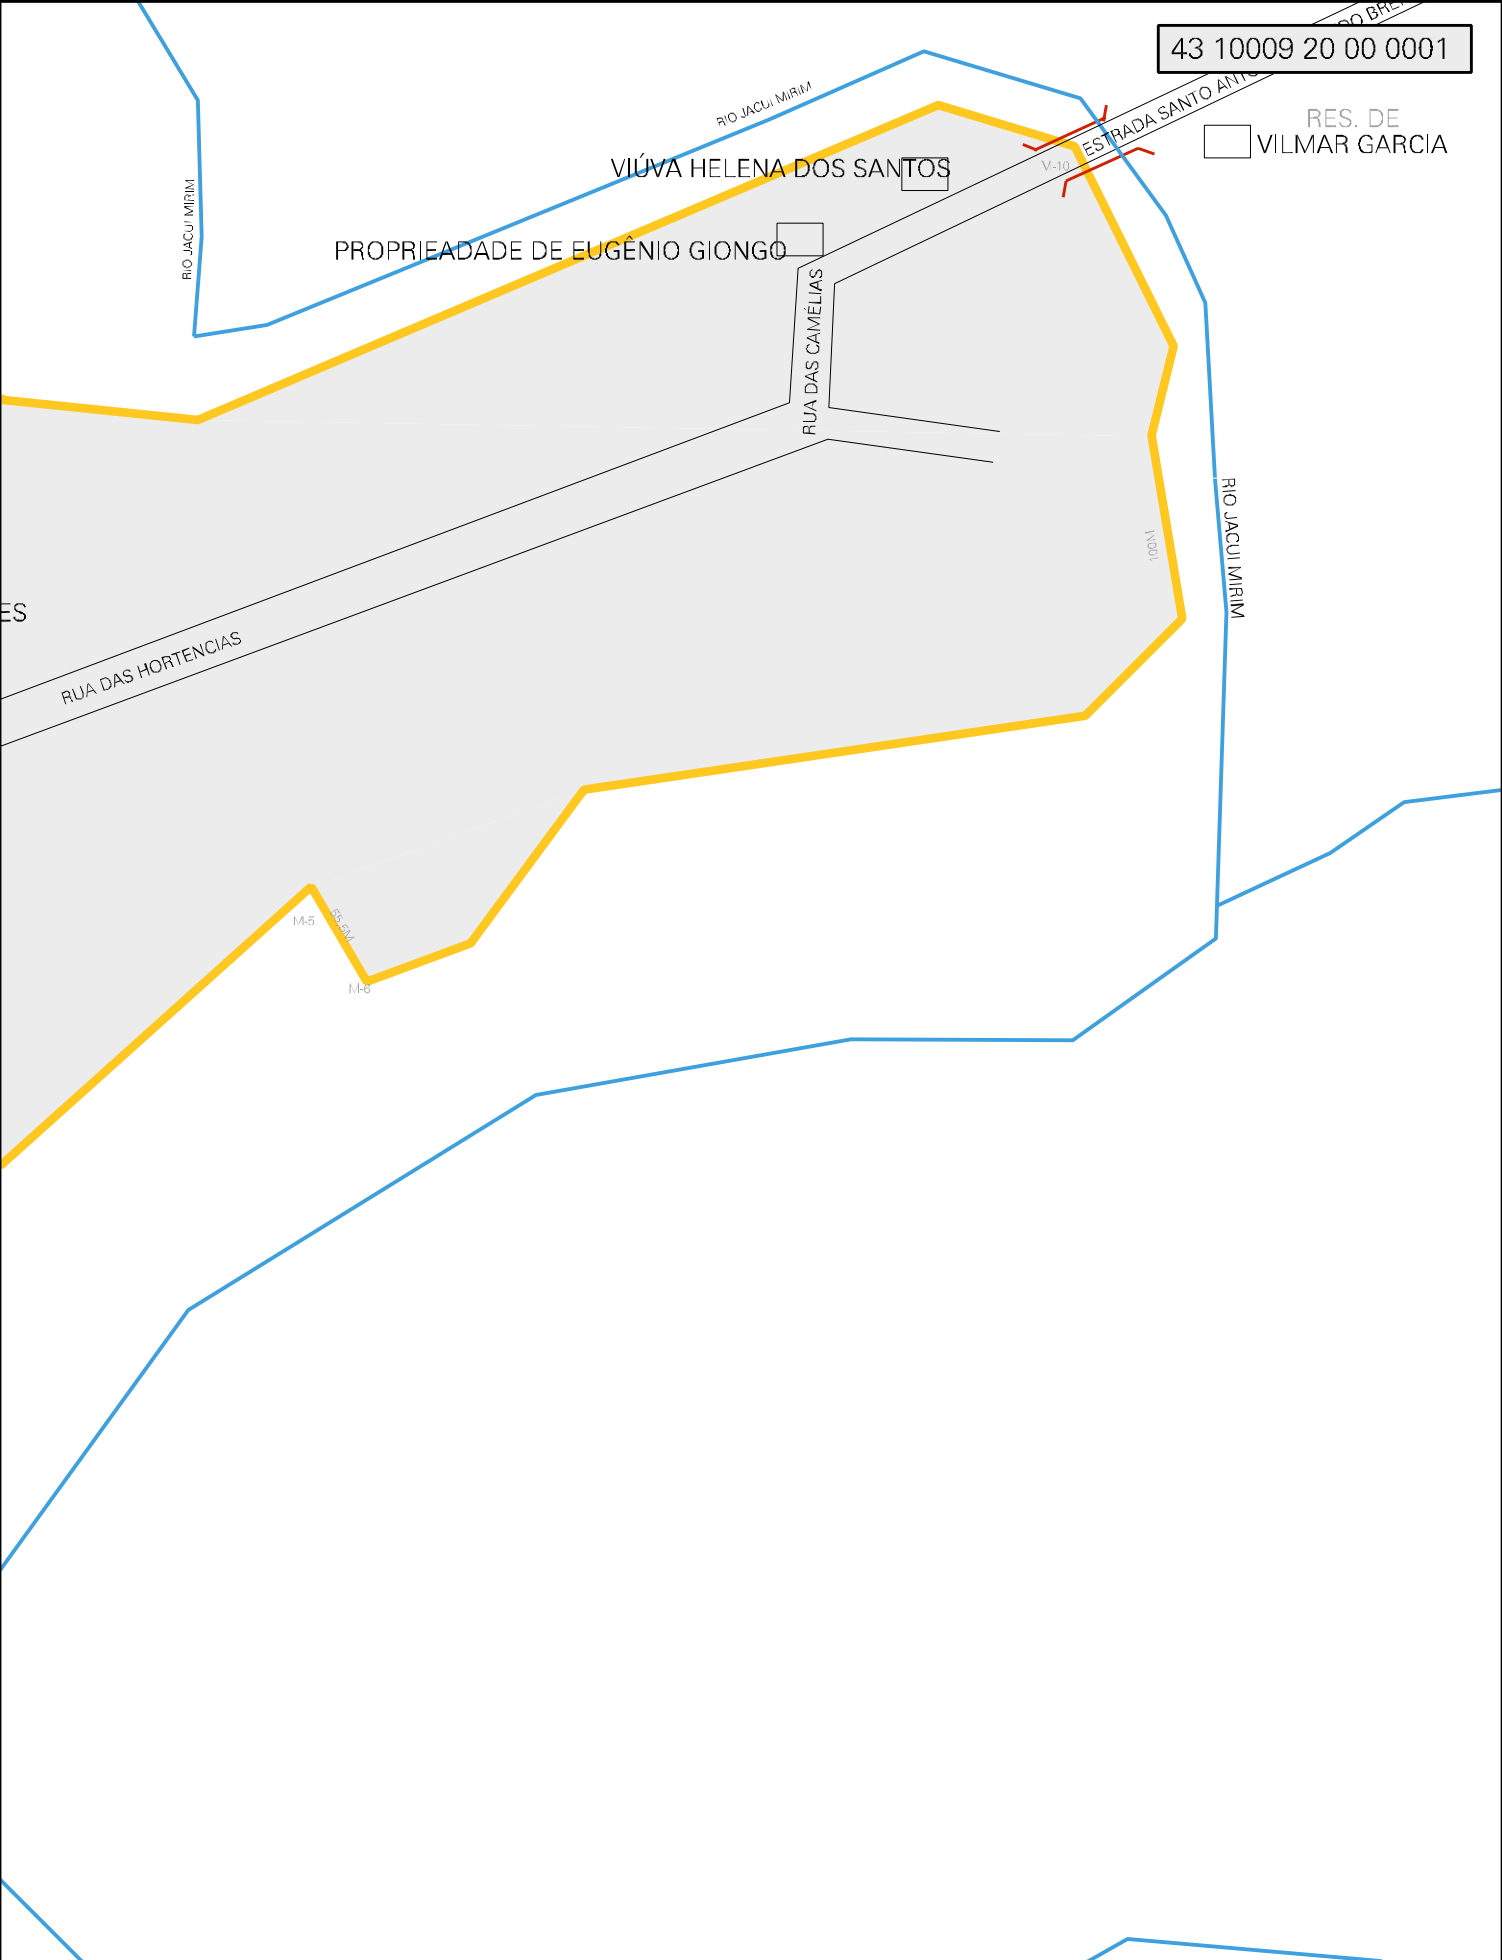 43 10009 20 00 0001
ESTRADA SANTO
RIO JACUI MIRIM
RES. DE
VILMAR GARCIA
VIÚVA HELENA DOS SANTOS
V-10
RIO JACUI MIRIM
PROPRIEADADE DE EUGÊNIO GIONGO
RUA DAS CAMÉLIAS
RIO JACUI MIRIM
ES
RUA DAS HORTENCIAS
M-5
M-6